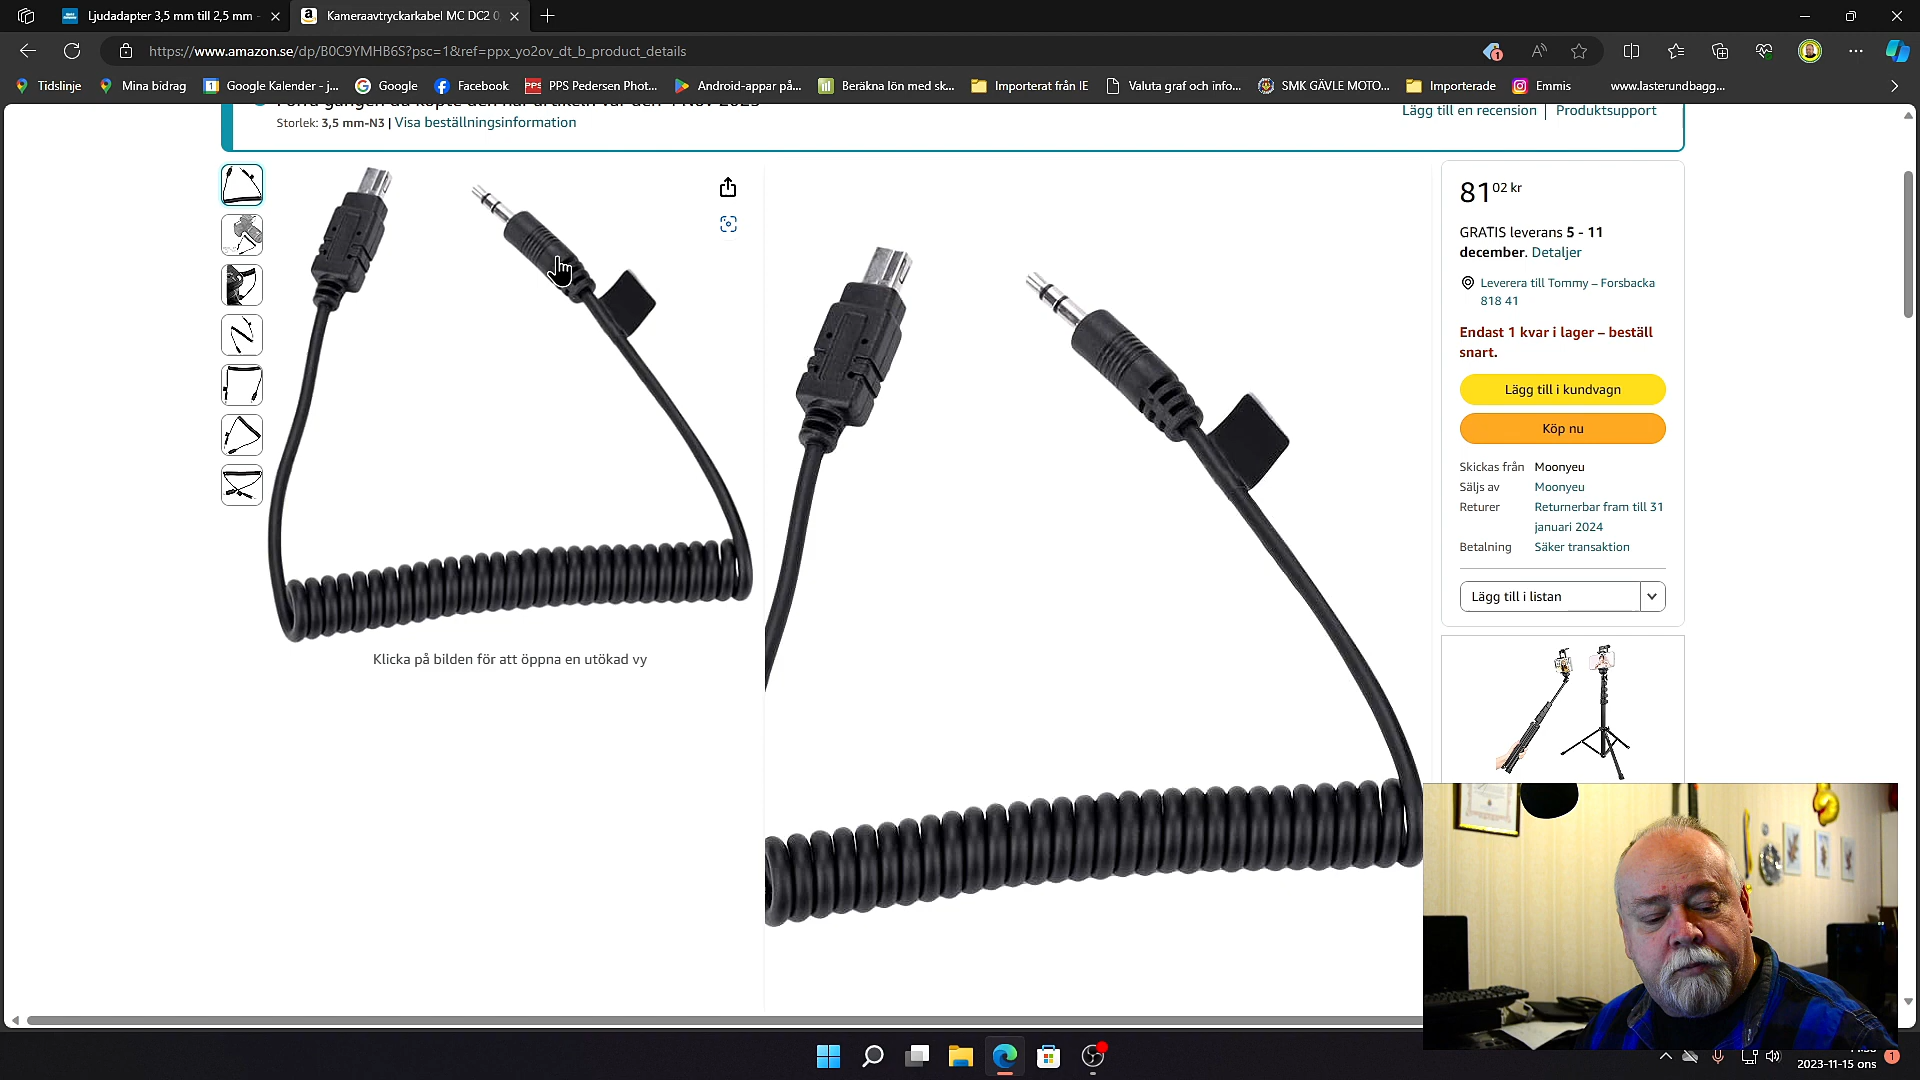 Ljudadapter 3,5 mm till 2,5 mm -
Kameraavtryckarkabel MC DC2 0
https://www.amazon.se/dp/B0C9YMHB6S?psc=1&ref=ppx_yo2ov_dt_b_product_details
Tidslinje
Mina bidrag
Google Kalender - j...
Google
Facebook
PPS Pedersen Phot...
Android-appar på...
Beräkna lön med sk...
Importerat från IE
Valuta graf och info...
SMK GÄVLE MOTO...
Importerade
Emmis
www.lasterundbagg...
Storlek: 3,5 mm-N3 | Visa beställningsinformation
Lägg till en recension
Produktsupport
Klicka på bilden för att öppna en utökad vy
81 02 kr
GRATIS leverans 5 - 11
december. Detaljer
Leverera till Tommy – Forsbacka
818 41
Endast 1 kvar i lager – beställ
snart.
Lägg till i kundvagn
Köp nu
Skickas från Moonyeu
Säljs av Moonyeu
Returer Returnerbar fram till 31
januari 2024
Betalning Säker transaktion
Lägg till i listan
2023-11-15 ons
1